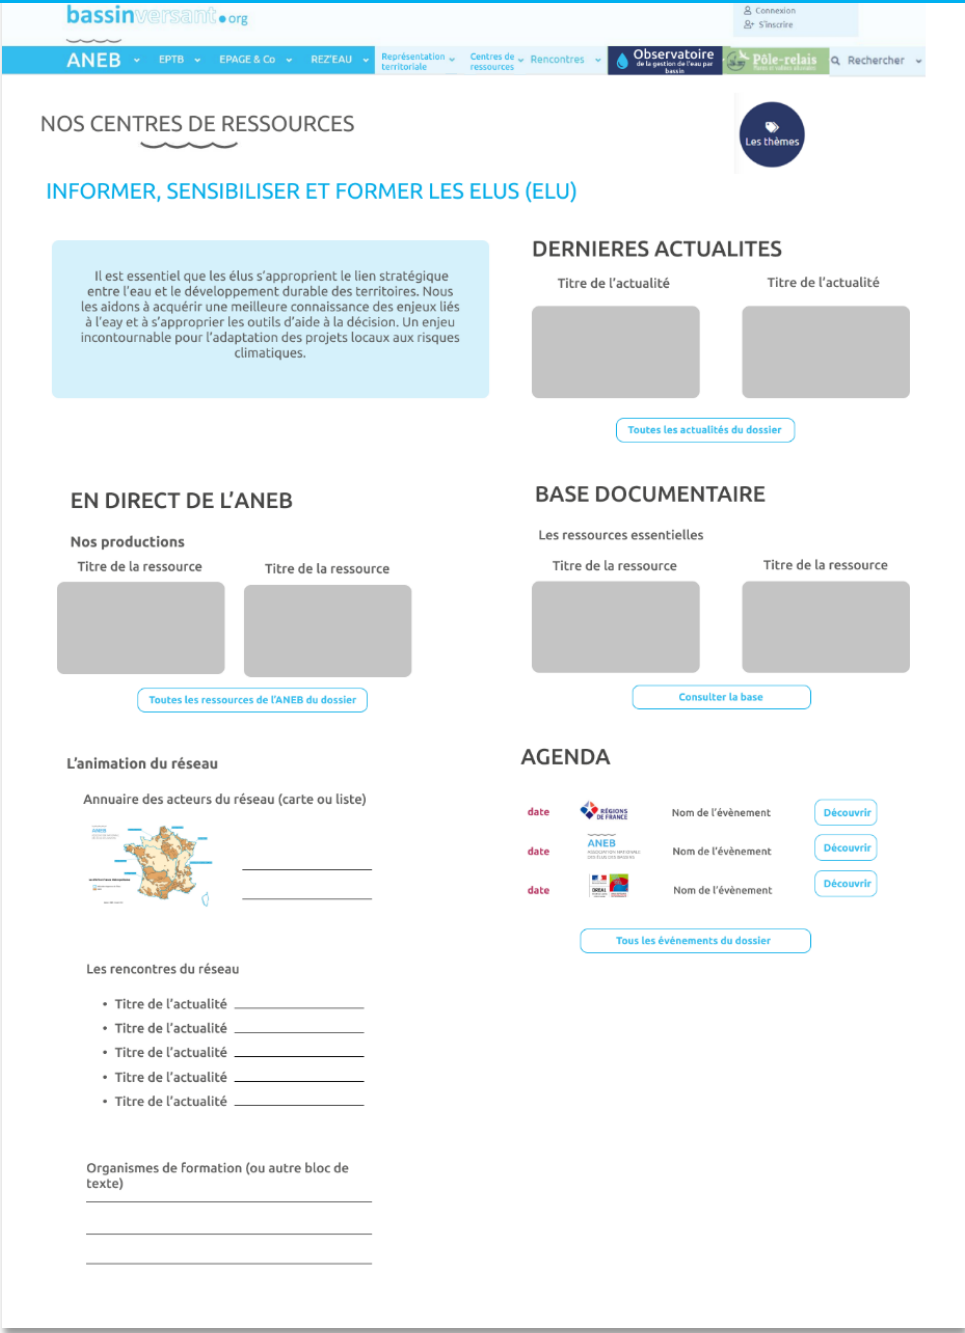 bassinversant.org
Connexion
S'inscrire
ANEB
EPTB
EPAGE & Co
REZ'EAU
Représentation
territoriale
Centres de
ressources
Rencontres
Observatoire
de la gestion de l'eau par
bassin
Pôle-relais
Rechercher
NOS CENTRES DE RESSOURCES
Les thèmes
INFORMER, SENSIBILISER ET FORMER LES ELUS (ELU)
Il est essentiel que les élus s'approprient le lien stratégique
entre l'eau et le développement durable des territoires. Nous
les aidons à acquérir une meilleure connaissance des enjeux liés
à l'eay et à s'approprier les outils d'aide à la décision. Un enjeu
incontournable pour l'adaptation des projets locaux aux risques
climatiques.
DERNIERES ACTUALITES
Titre de l'actualité
Titre de l'actualité
Toutes les actualités du dossier
EN DIRECT DE L'ANEB
Nos productions
Titre de la ressource
Titre de la ressource
Toutes les ressources de l'ANEB du dossier
BASE DOCUMENTAIRE
Les ressources essentielles
Titre de la ressource
Titre de la ressource
Consulter la base
L'animation du réseau
Annuaire des acteurs du réseau (carte ou liste)
ANEB
AGENDA
date
RÉGIONS
DE FRANCE
Nom de l'évènement
Découvrir
date
ANEB
Nom de l'évènement
Découvrir
date
DREAL
Nom de l'évènement
Découvrir
Tous les événements du dossier
Les rencontres du réseau
• Titre de l'actualité
• Titre de l'actualité
• Titre de l'actualité
• Titre de l'actualité
• Titre de l'actualité
Organismes de formation (ou autre bloc de
texte)